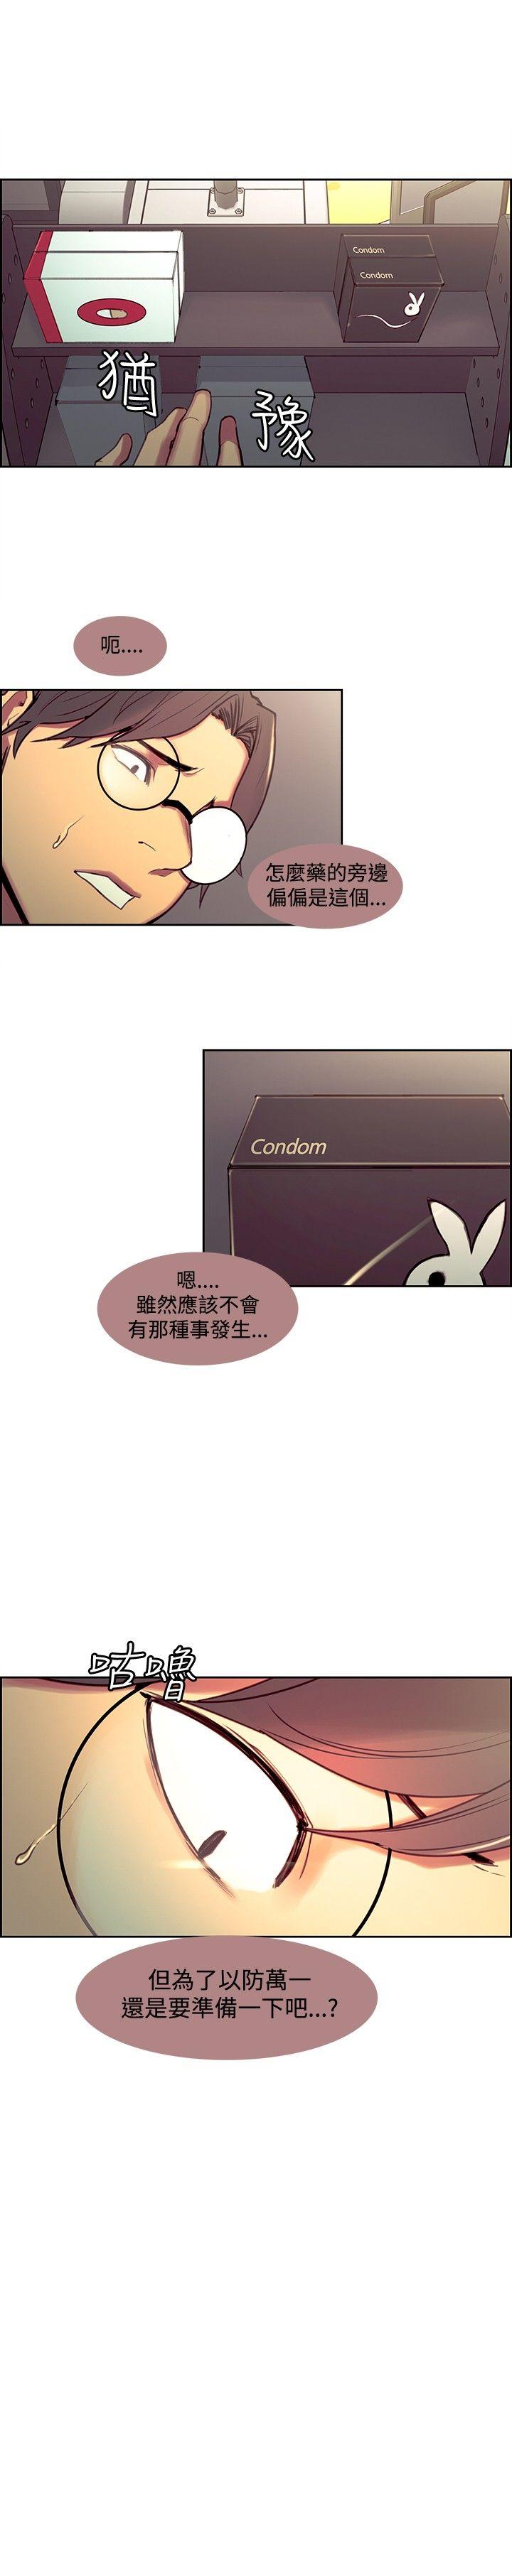 Condom
Condom
猶
豫
呃....
怎麼藥的旁邊
偏偏是這個...
Condom
嗯....
雖然應該不會
有那種事發生...
咕嚕
但為了以防萬一
還是要準備一下吧...?